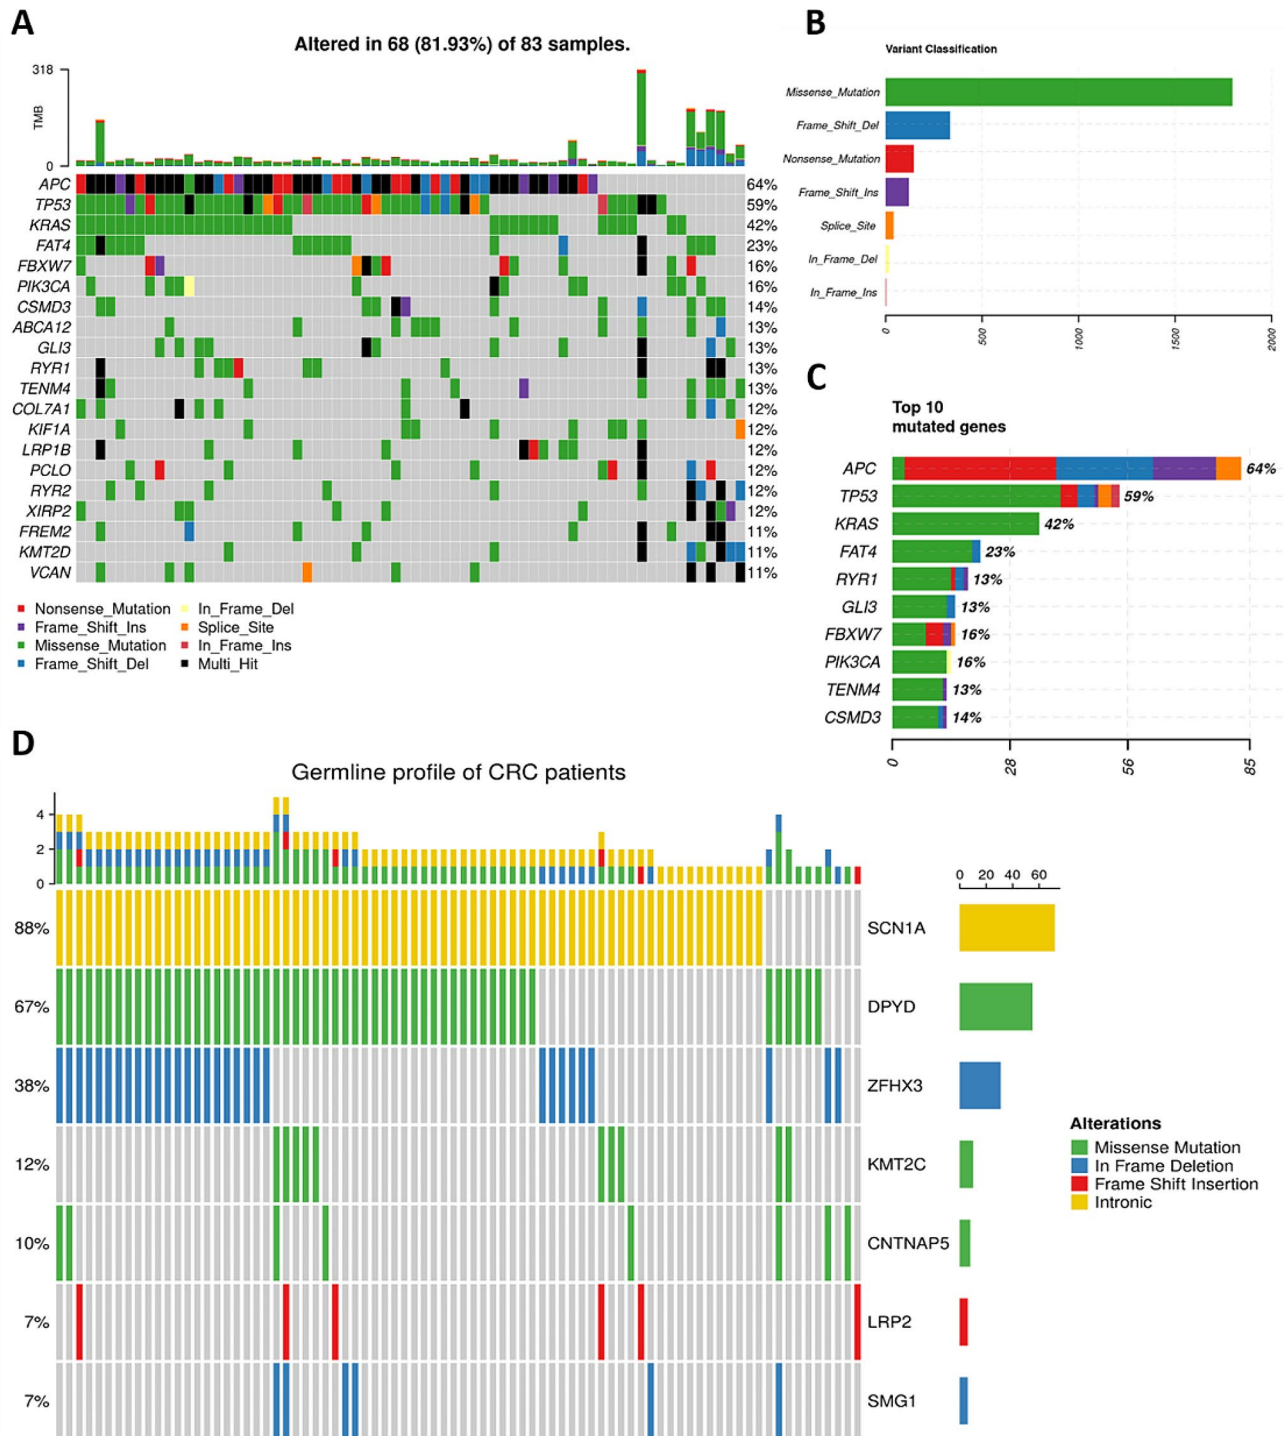 A
Altered in 68 (81.93%) of 83 samples.
318
TMB
0
APC 64%
TP53 59%
KRAS 42%
FAT4 23%
FBXW7 16%
PIK3CA 16%
CSMD3 14%
ABCA12 13%
GLI3 13%
RYR1 13%
TENM4 13%
COL7A1 12%
KIF1A 12%
LRP1B 12%
PCLO 12%
RYR2 12%
XIRP2 12%
FREM2 11%
KMT2D 11%
VCAN 11%
Nonsense_Mutation In_Frame_Del
Frame_Shift_Ins Splice_Site
Missense_Mutation In_Frame_Ins
Frame_Shift_Del Multi_Hit
B
Variant Classification
Missense_Mutation
Frame_Shift_Del
Nonsense_Mutation
Frame_Shift_Ins
Splice_Site
In_Frame_Del
In_Frame_Ins
0 500 1000 1500 2000
C
Top 10
mutated genes
APC 64%
TP53 59%
KRAS 42%
FAT4 23%
RYR1 13%
GLI3 13%
FBXW7 16%
PIK3CA 16%
TENM4 13%
CSMD3 14%
0 28 56 85
D
Germline profile of CRC patients
4
2
0
0 20 40 60
88% SCN1A
67% DPYD
38% ZFHX3
12% KMT2C
10% CNTNAP5
7% LRP2
7% SMG1
Alterations
Missense Mutation
In Frame Deletion
Frame Shift Insertion
Intronic